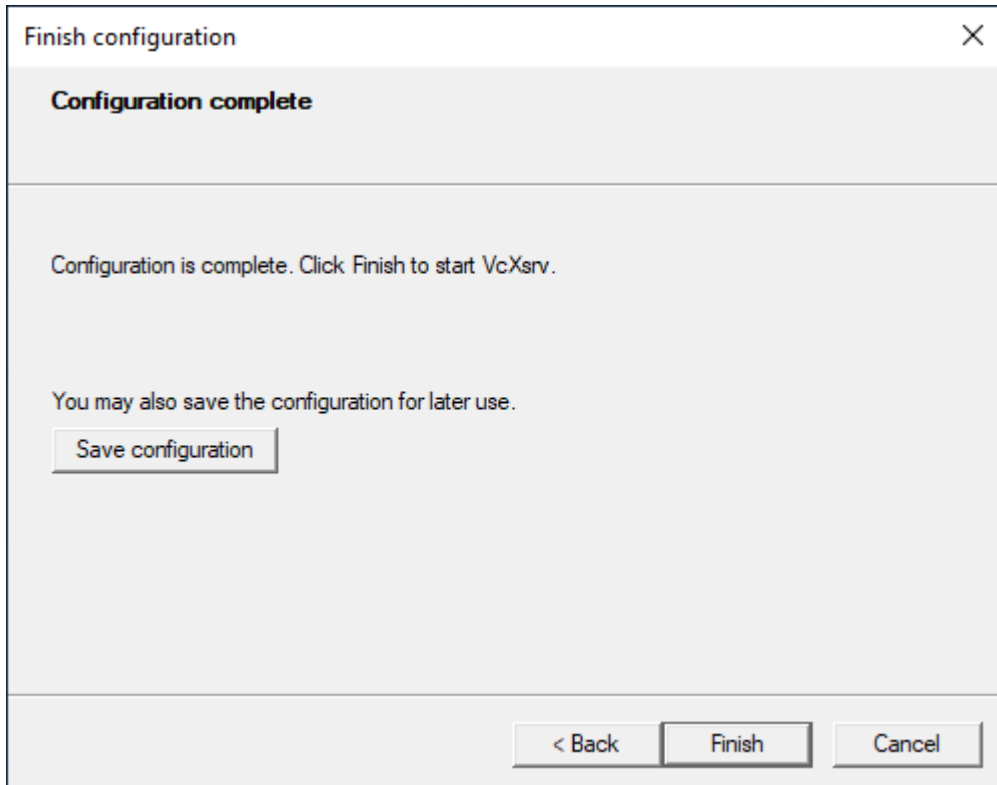 Finish configuration
Configuration complete
Configuration is complete. Click Finish to start VcXsrv.
You may also save the configuration for later use.
Save configuration
< Back
Finish
Cancel